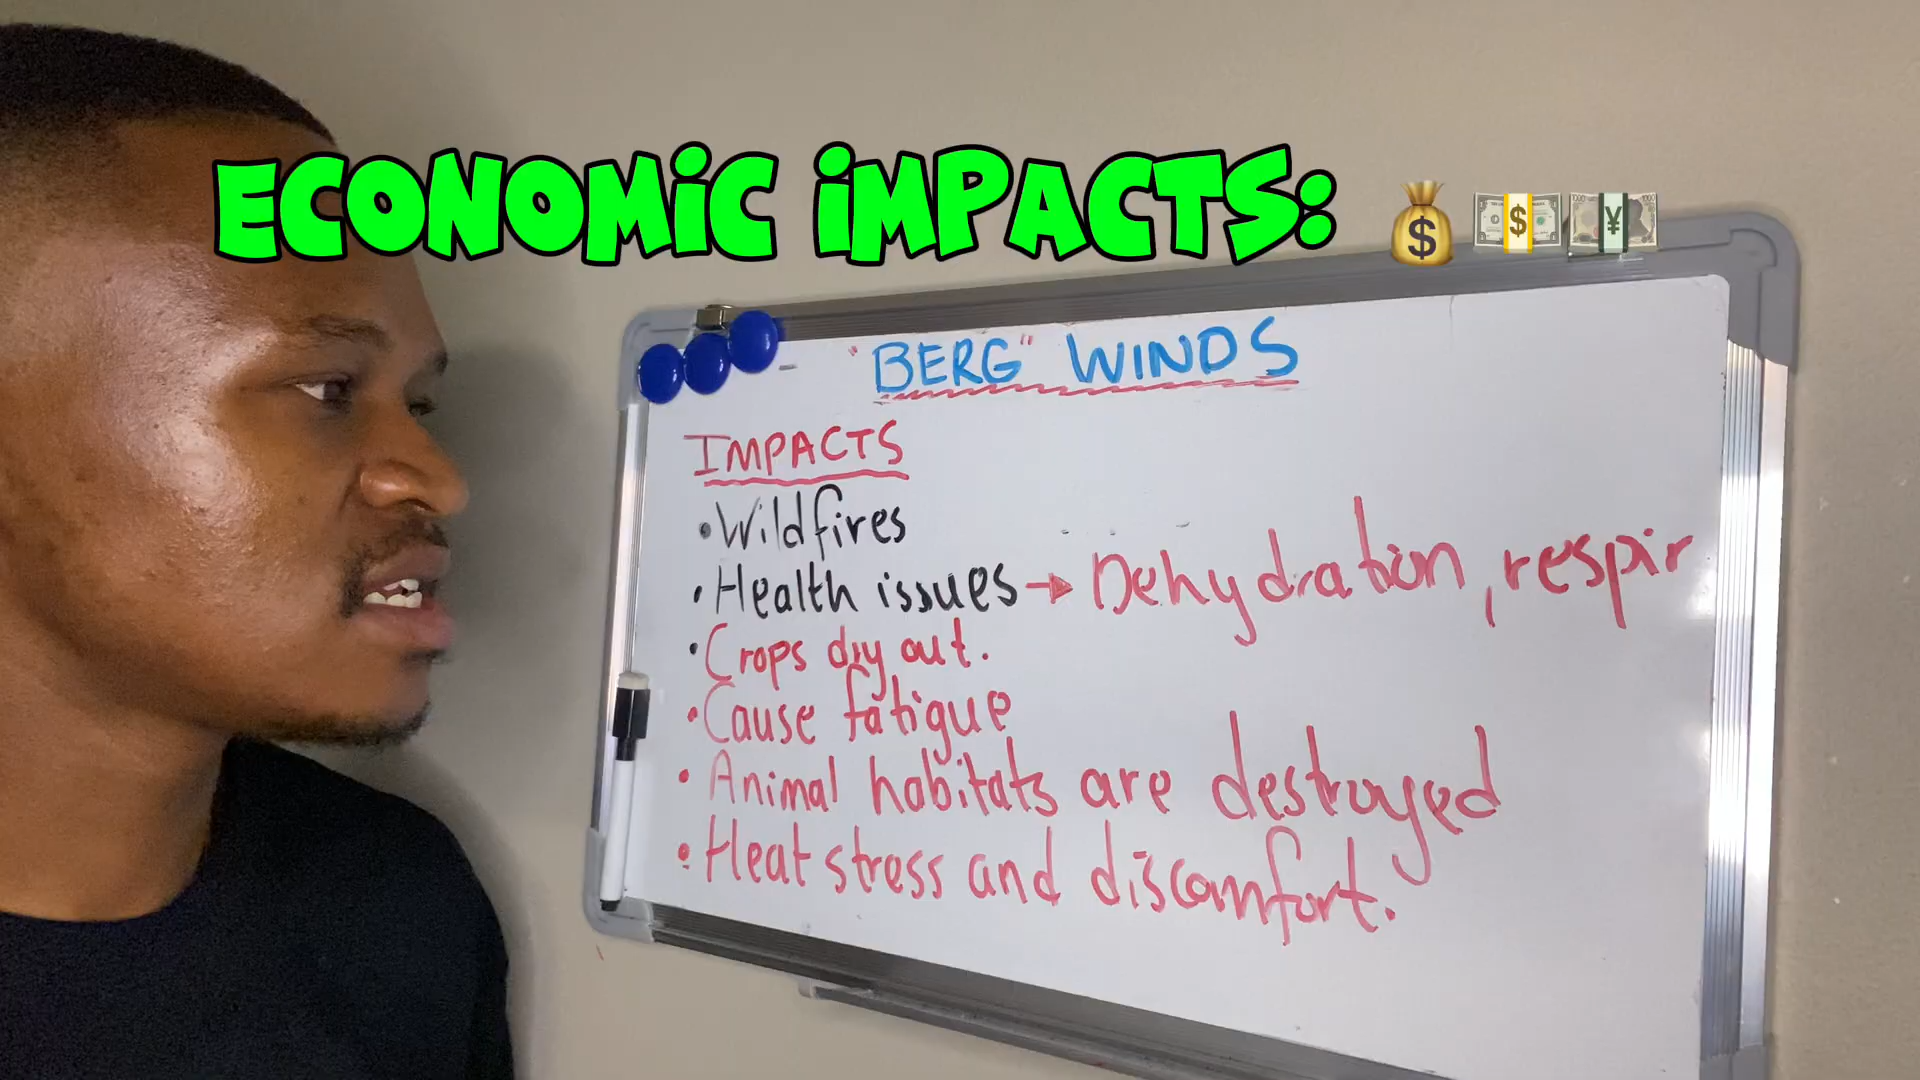 ECONOMIC IMPACTS: 💰💵💴
"BERG" WINDS
IMPACTS
• Wildfires
• Health issues → Dehydration, respir
• Crops dry out.
• Cause fatigue
• Animal habitats are destroyed
• Heat stress and discomfort.